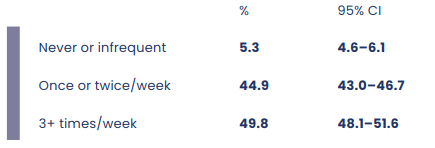 % 95% CI
Never or infrequent 5.3 4.6–6.1
Once or twice/week 44.9 43.0–46.7
3+ times/week 49.8 48.1–51.6